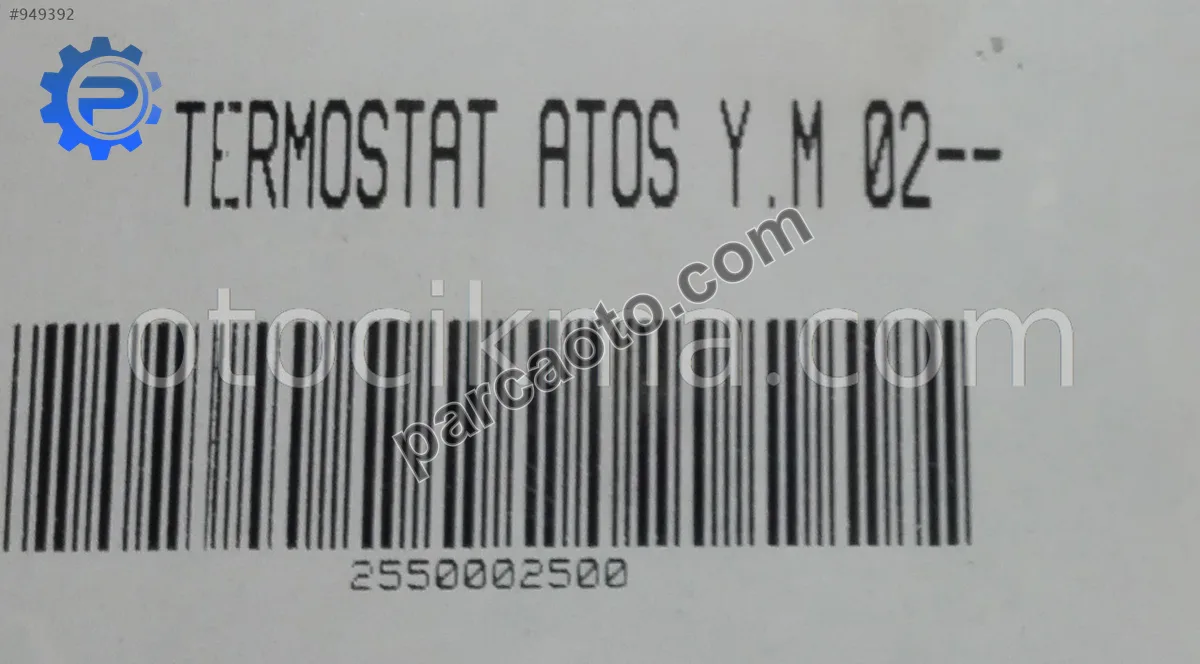 #949392
TERMOSTAT ATOS Y.M 02--
otocikma.com
parcaoto.com
2550002500